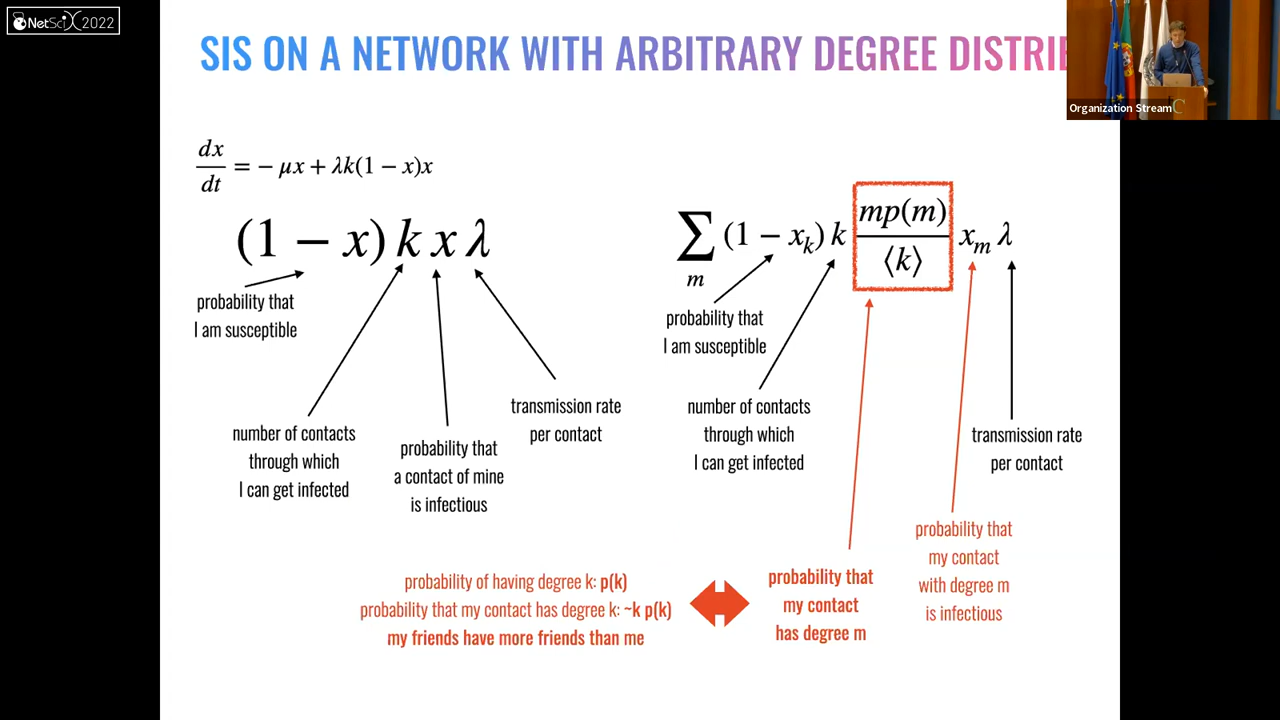 NetSciX 2022
SIS ON A NETWORK WITH ARBITRARY DEGREE DISTRIB
Organization Stream
dx/dt = − μx + λk(1 − x)x
(1 − x) k x λ
probability that
I am susceptible
number of contacts
through which
I can get infected
probability that
a contact of mine
is infectious
transmission rate
per contact
∑_m (1 − x_k) k mp(m)/⟨k⟩ x_m λ
probability that
I am susceptible
number of contacts
through which
I can get infected
transmission rate
per contact
probability that
my contact
with degree m
is infectious
probability that
my contact
has degree m
probability of having degree k: p(k)
probability that my contact has degree k: ~k p(k)
my friends have more friends than me